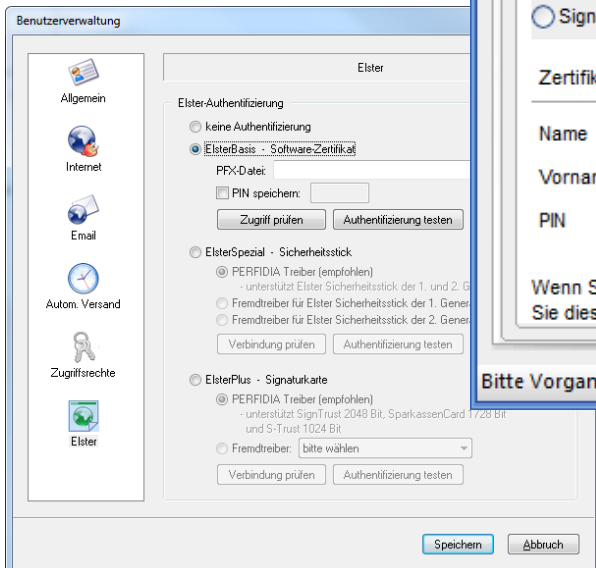 Benutzerverwaltung
Allgemein
Internet
Email
Autom. Versand
Zugriffsrechte
Elster
Elster
Elster-Authentifizierung
keine Authentifizierung
ElsterBasis - Software-Zertifikat
PFX-Datei:
PIN speichern:
Zugriff prüfen Authentifizierung testen
ElsterSpezial - Sicherheitsstick
PERFIDIA Treiber (empfohlen)
- unterstützt Elster Sicherheitsstick der 1. und 2. G
Fremdtreiber für Elster Sicherheitsstick der 1. Gener
Fremdtreiber für Elster Sicherheitsstick der 2. Gener
Verbindung prüfen Authentifizierung testen
ElsterPlus - Signaturkarte
PERFIDIA Treiber (empfohlen)
- unterstützt SignTrust 2048 Bit, SparkassenCard 1728 Bit
und S-Trust 1024 Bit
Fremdtreiber: bitte wählen
Verbindung prüfen Authentifizierung testen
Speichern Abbruch
Sign
Zertifik
Name
Vornar
PIN
Wenn S
Sie dies
Bitte Vorgan